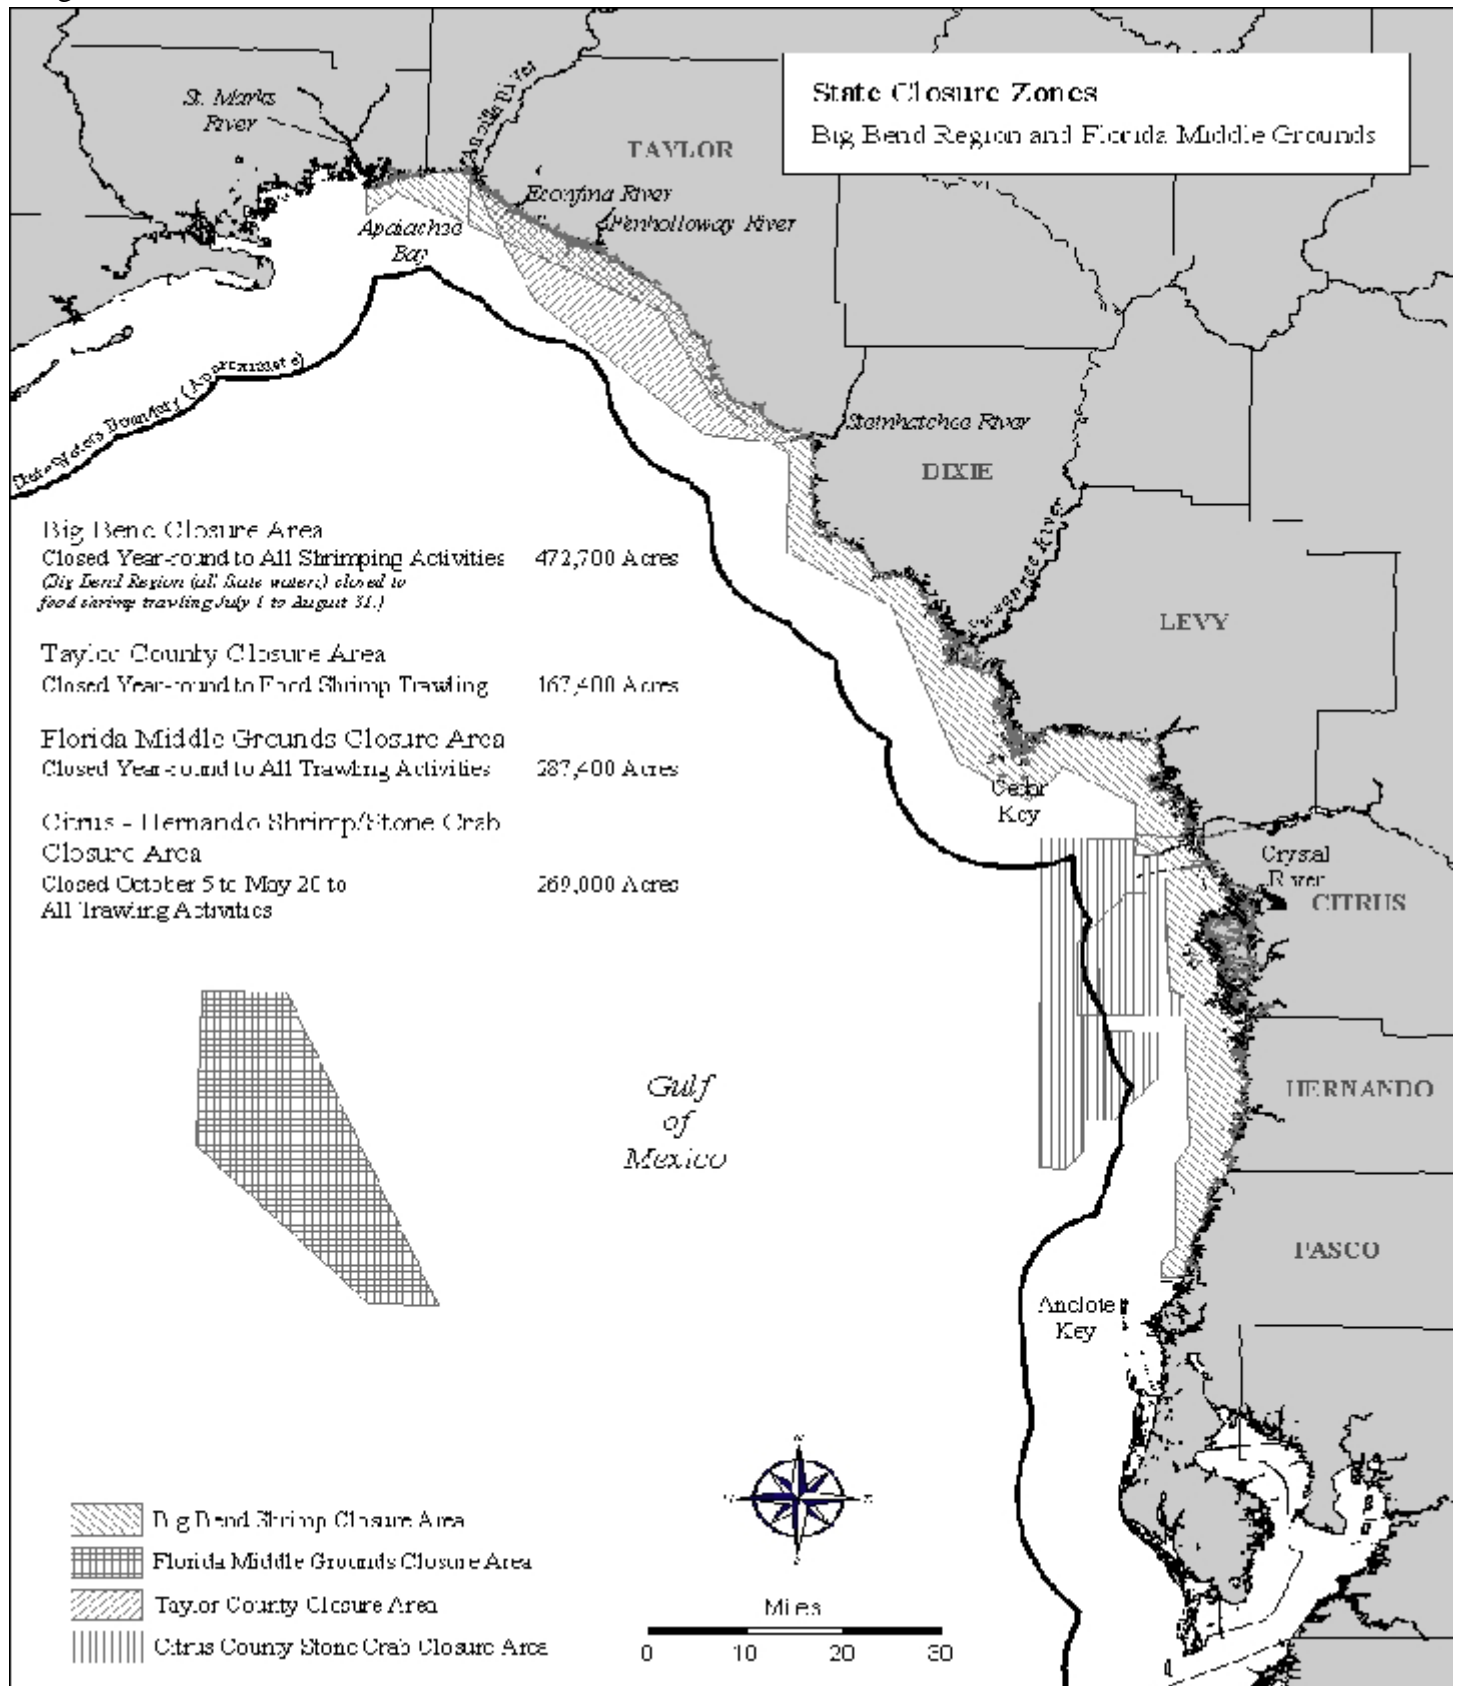 State Closure Zones
Big Bend Region and Florida Middle Grounds
St. Marks
River
Aucilla River
TAYLOR
Econfina River
Fenholloway River
Apalachee
Bay
State Waters Boundary (Approximate)
Steinhatchee River
DIXIE
Suwannee River
LEVY
Big Bend Closure Area
Closed Year-round to All Shrimping Activities 472,700 Acres
(Big Bend Region (all State waters) closed to
food shrimp trawling July 1 to August 31.)
Taylor County Closure Area
Closed Year-round to Food Shrimp Trawling 167,400 Acres
Florida Middle Grounds Closure Area
Closed Year-round to All Trawling Activities 287,400 Acres
Citrus - Hernando Shrimp/Stone Crab
Closure Area
Closed October 5 to May 20 to 269,000 Acres
All Trawling Activities
Cedar
Key
Crystal
River
CITRUS
HERNANDO
Gulf
of
Mexico
PASCO
Anclote
Key
Big Bend Shrimp Closure Area
Florida Middle Grounds Closure Area
Taylor County Closure Area
Citrus County Stone Crab Closure Area
Miles
0 10 20 30